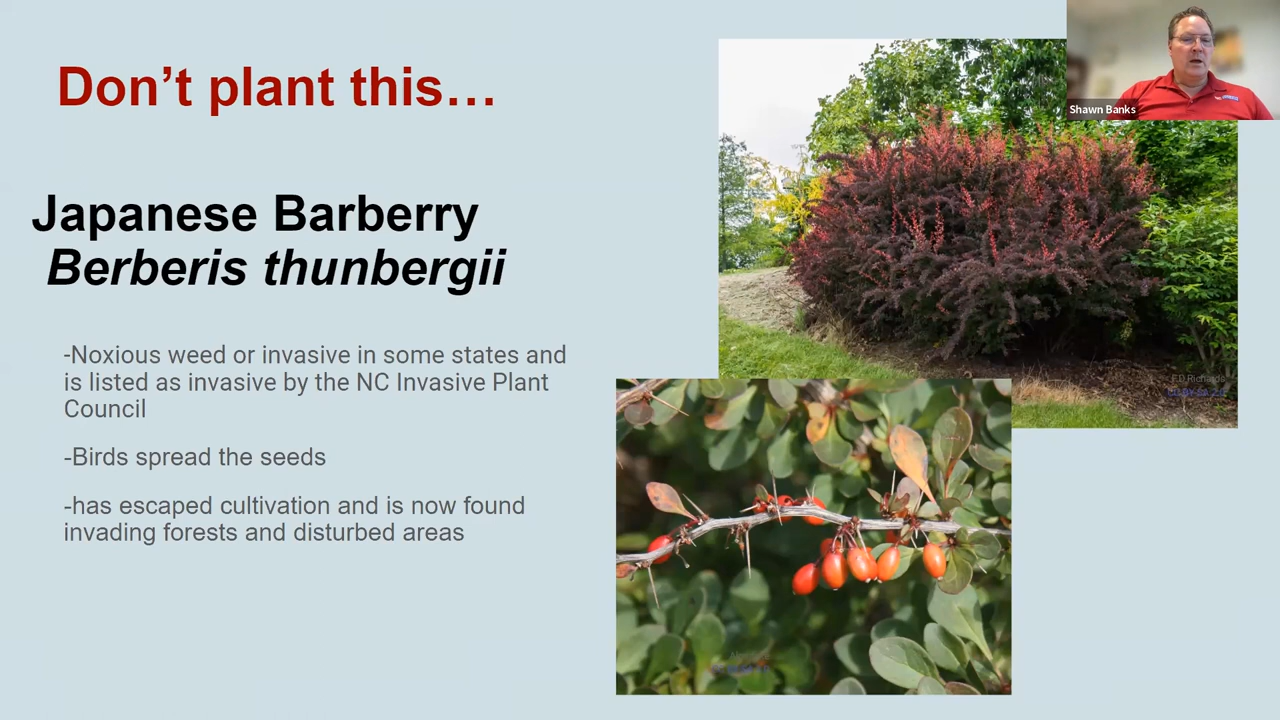 Don’t plant this…
Shawn Banks
Japanese Barberry
Berberis thunbergii
-Noxious weed or invasive in some states and
is listed as invasive by the NC Invasive Plant
Council
-Birds spread the seeds
-has escaped cultivation and is now found
invading forests and disturbed areas
F.D.Richards